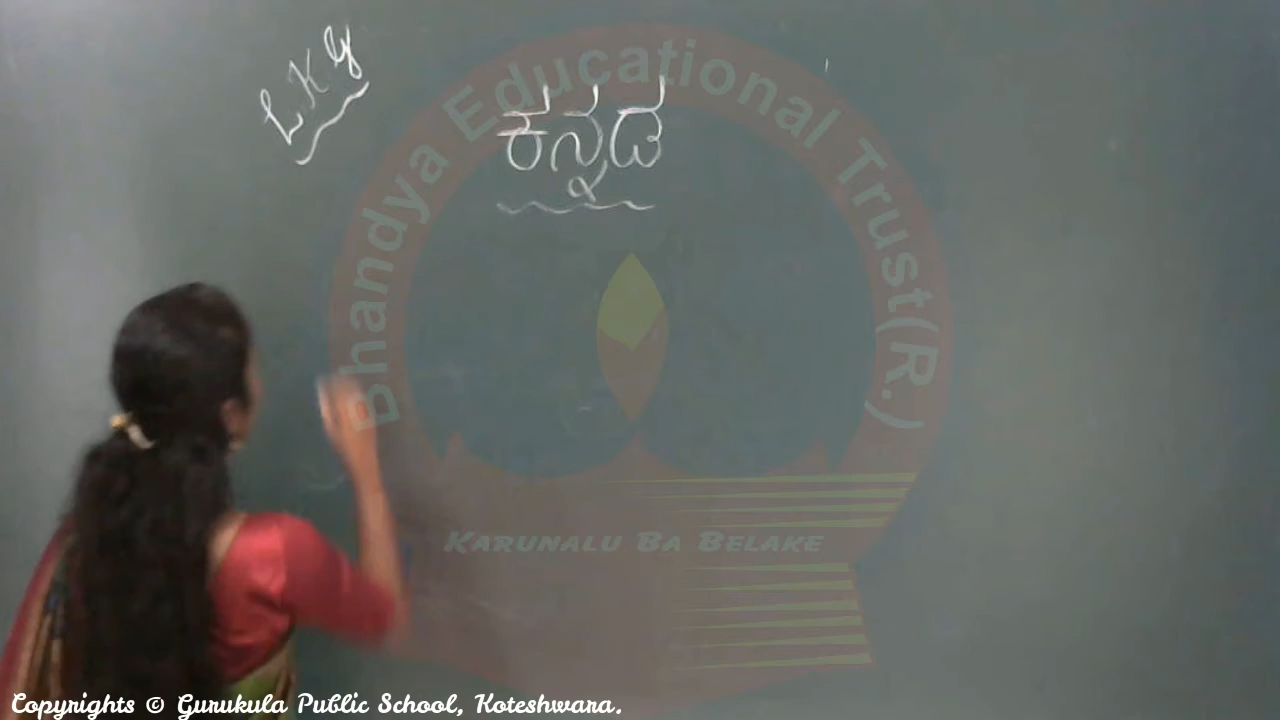 LKG
ಕನ್ನಡ
Bhandya Educational Trust(R.)
KARUNALU BA BELAKE
Copyrights © Gurukula Public School, Koteshwara.